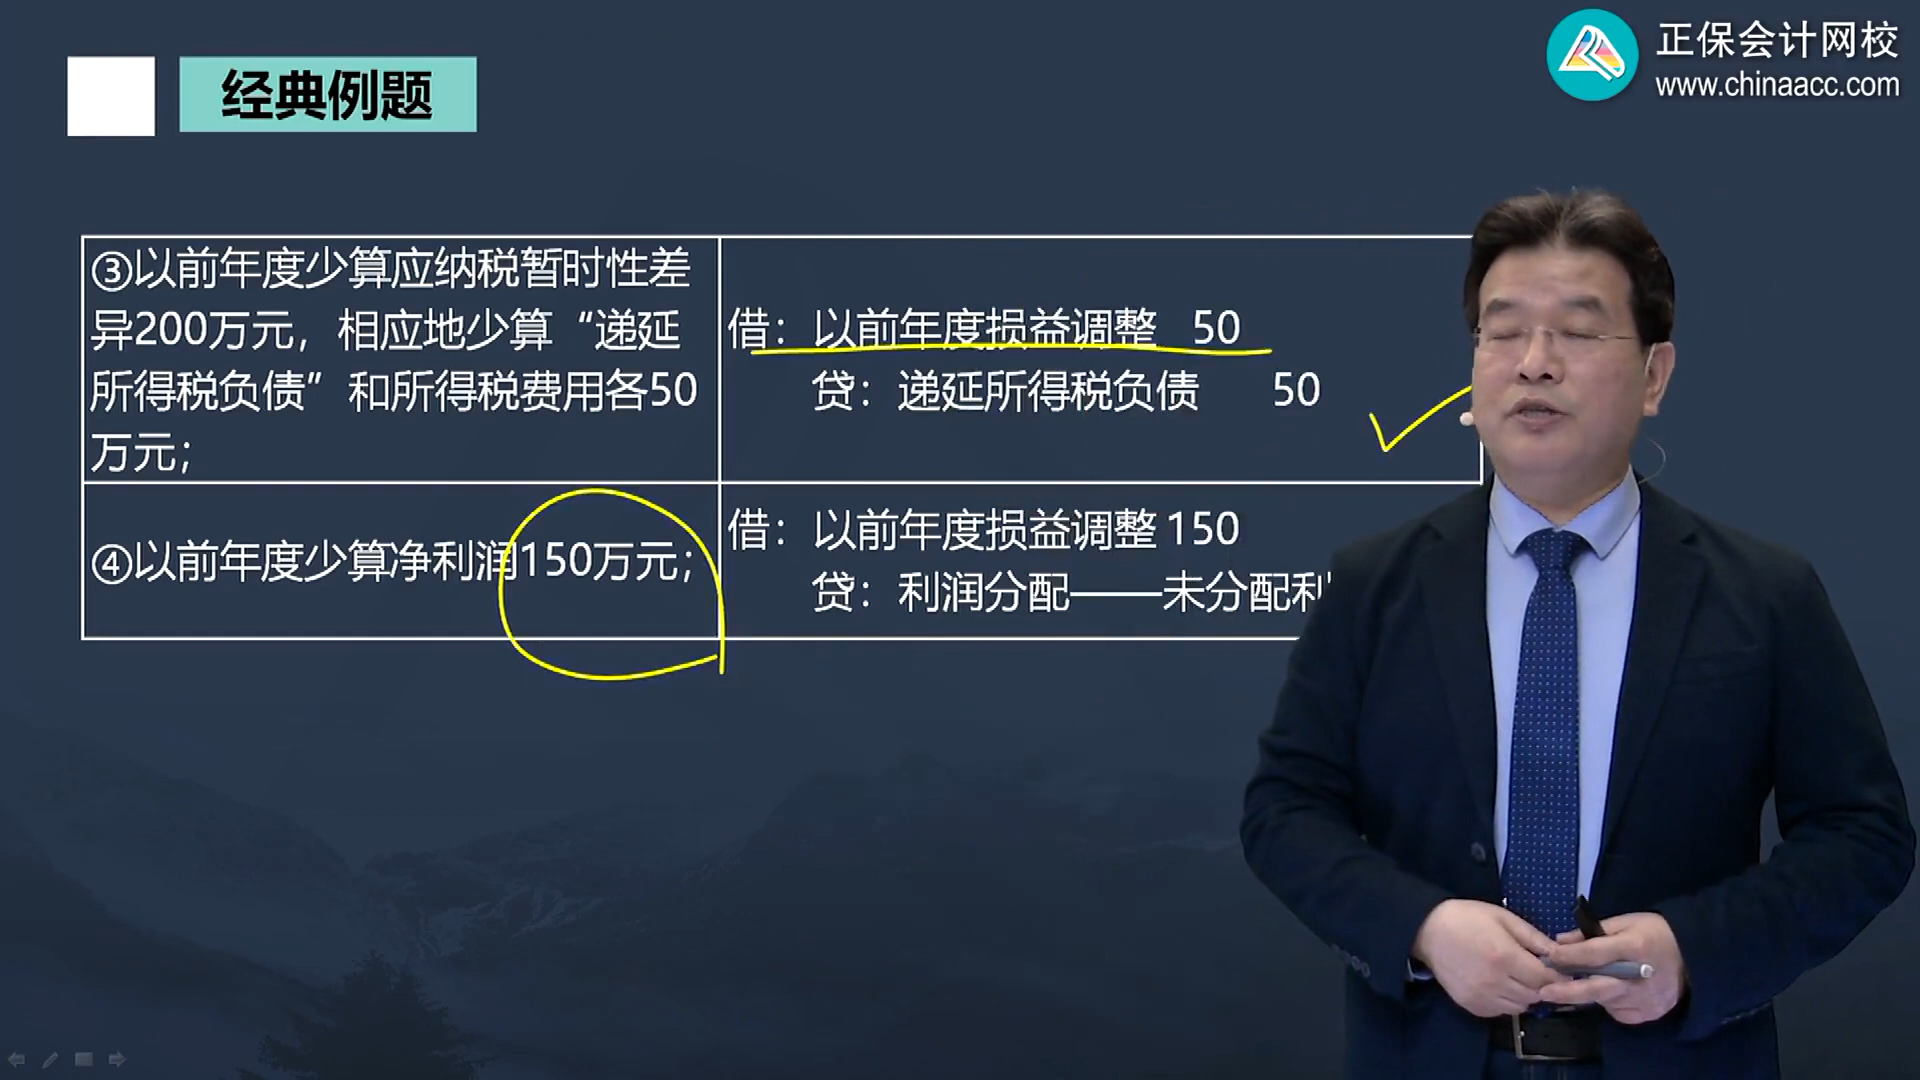 正保会计网校
www.chinaacc.com
经典例题
③以前年度少算应纳税暂时性差
异200万元，相应地少算“递延
所得税负债”和所得税费用各50
万元；
借：以前年度损益调整 50
贷：递延所得税负债 50
④以前年度少算净利润150万元；
借：以前年度损益调整 150
贷：利润分配——未分配利